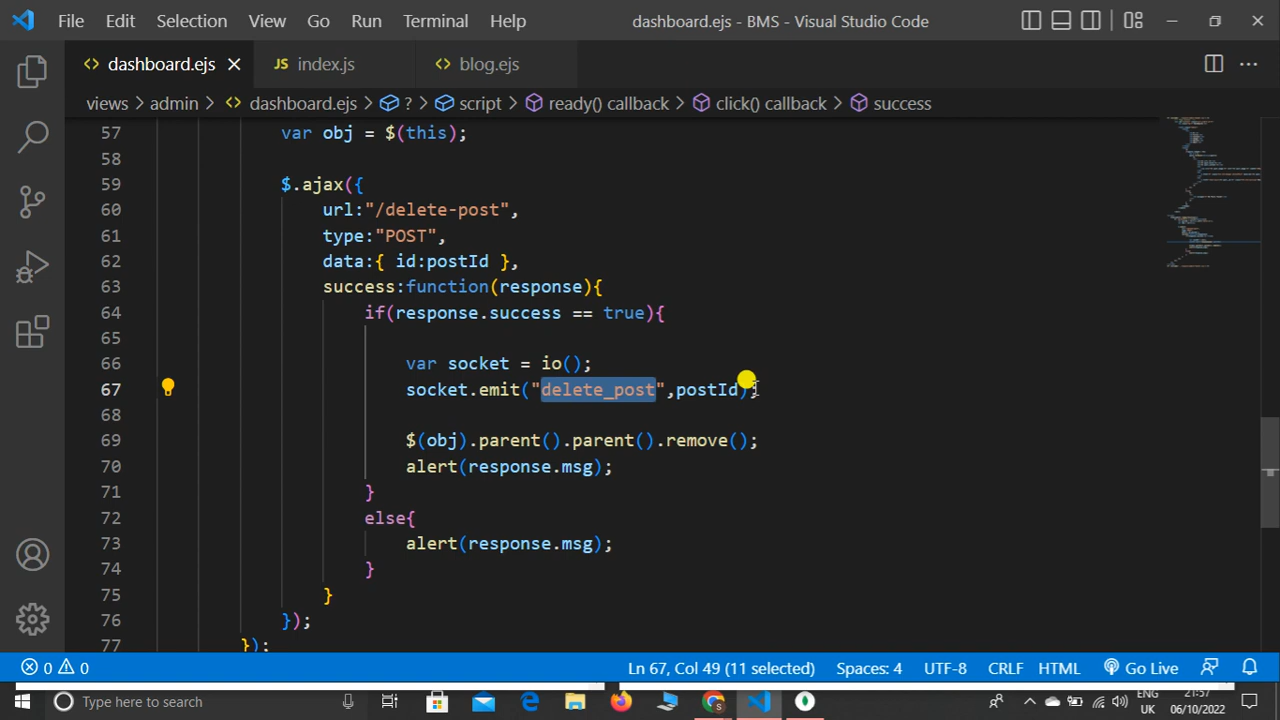 File Edit Selection View Go Run Terminal Help dashboard.ejs - BMS - Visual Studio Code
dashboard.ejs JS index.js blog.ejs
views > admin > dashboard.ejs > ? > script > ready() callback > click() callback > success
57 var obj = $(this);
58
59 $.ajax({
60 url:"/delete-post",
61 type:"POST",
62 data:{ id:postId },
63 success:function(response){
64 if(response.success == true){
65
66 var socket = io();
67 socket.emit("delete_post",postId);
68
69 $(obj).parent().parent().remove();
70 alert(response.msg);
71 }
72 else{
73 alert(response.msg);
74 }
75 }
76 });
77 });
0 0 Ln 67, Col 49 (11 selected) Spaces: 4 UTF-8 CRLF HTML Go Live
Type here to search
ENG 21:57
UK 06/10/2022